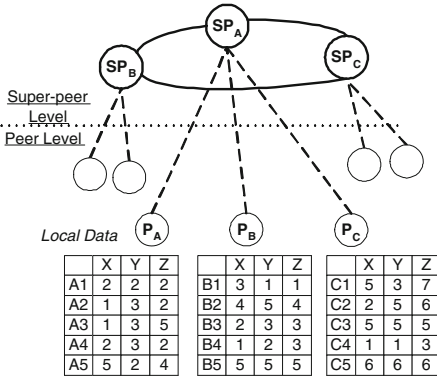 SPA
SPB
SPC
Super-peer
Level
Peer Level
Local Data
PA PB PC
X Y Z X Y Z X Y Z
A1 2 2 2 B1 3 1 1 C1 5 3 7
A2 1 3 2 B2 4 5 4 C2 2 5 6
A3 1 3 5 B3 2 3 3 C3 5 5 5
A4 2 3 2 B4 1 2 3 C4 1 1 3
A5 5 2 4 B5 5 5 5 C5 6 6 6